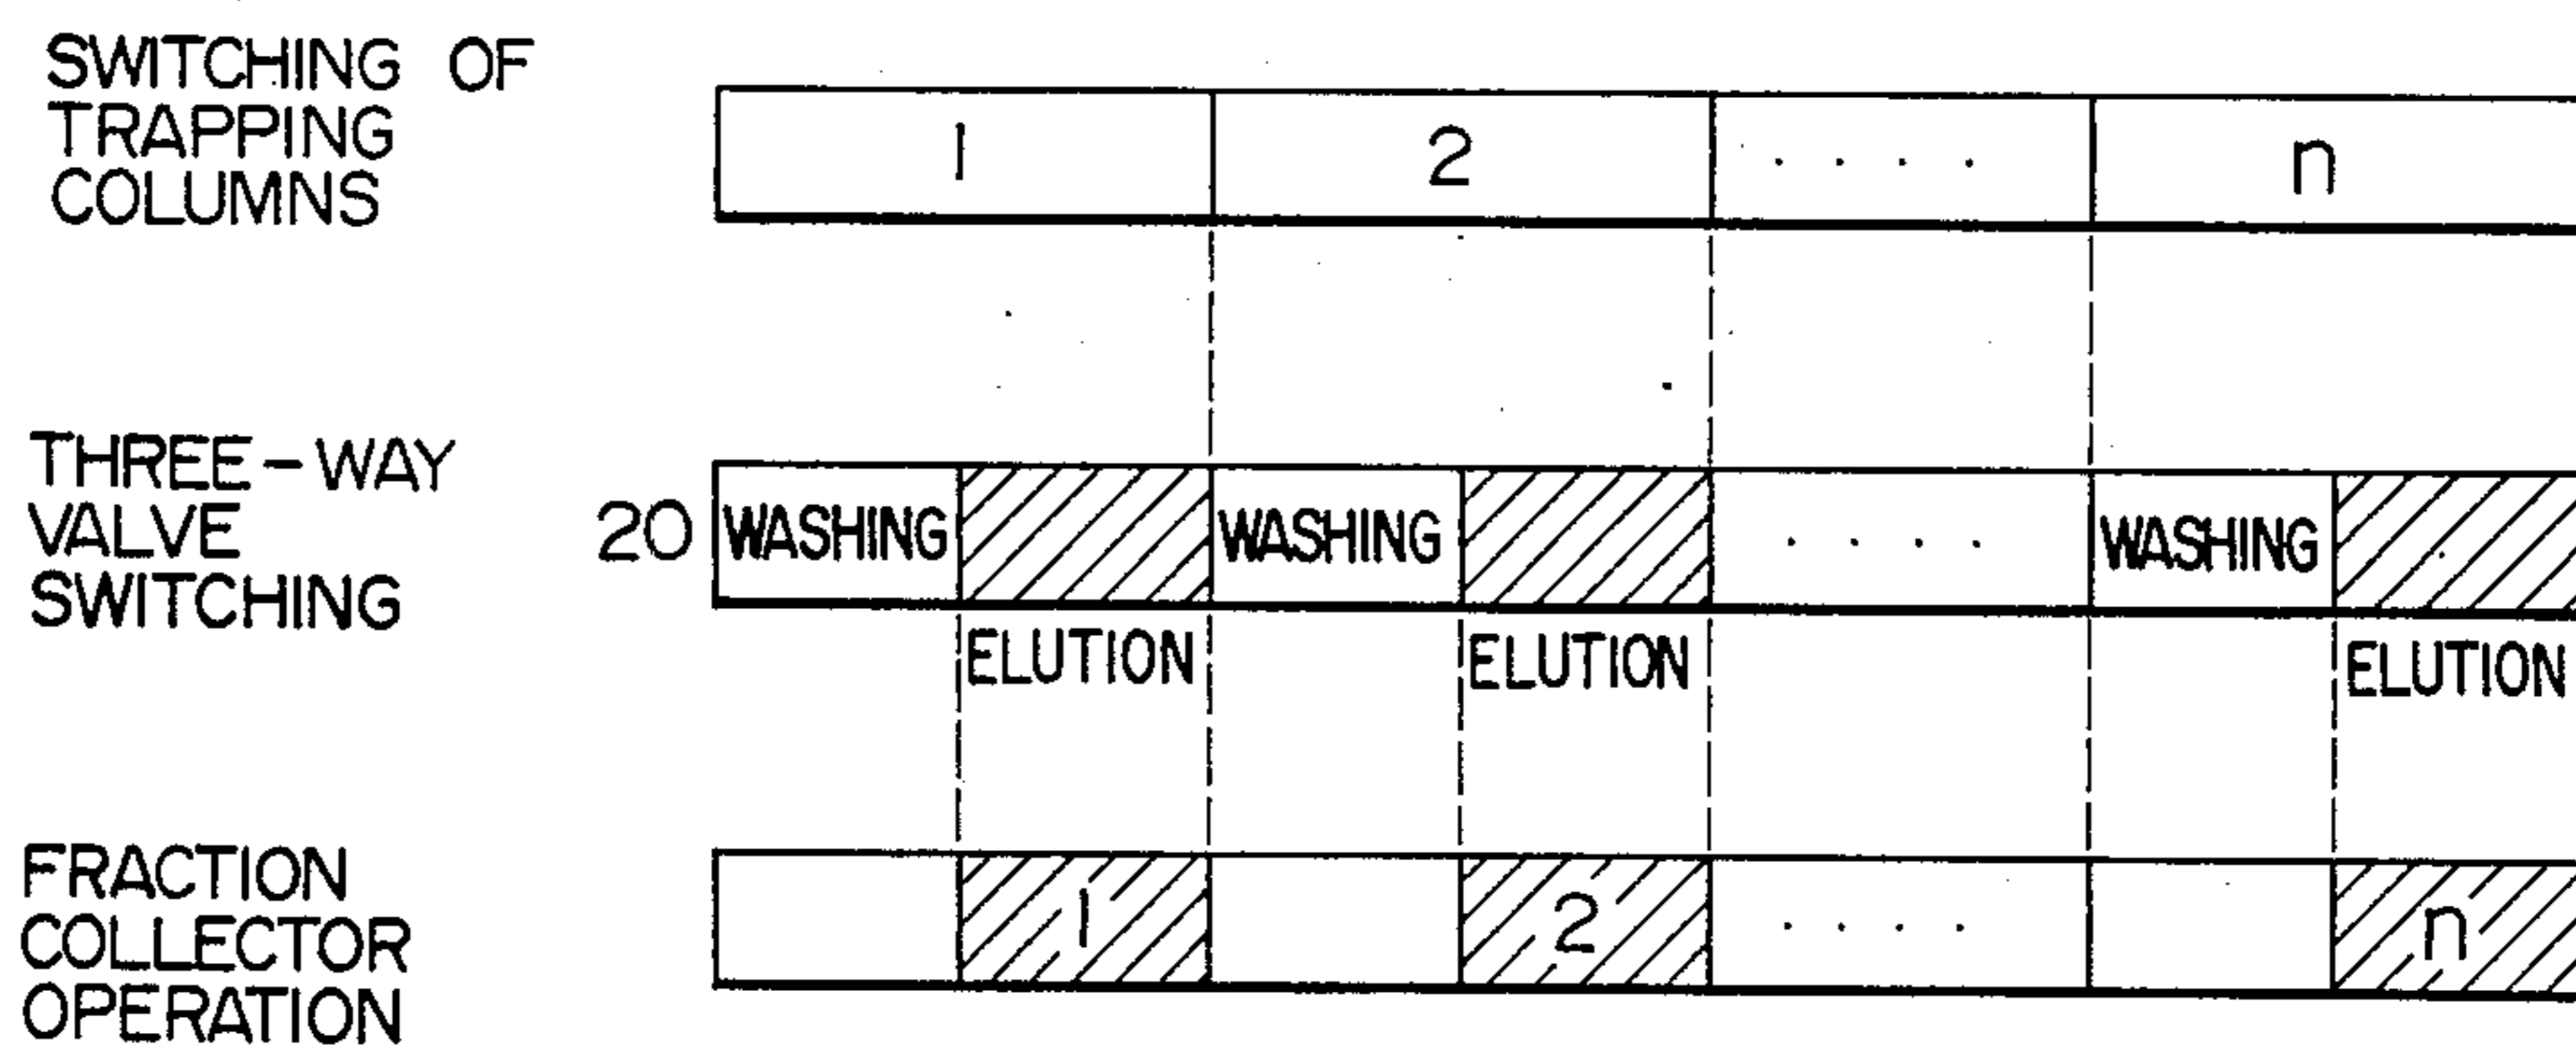 SWITCHING OF
TRAPPING
COLUMNS
1 2 . . . . n
THREE-WAY
VALVE
SWITCHING
20 WASHING WASHING . . . . WASHING
ELUTION ELUTION ELUTION
FRACTION
COLLECTOR
OPERATION
1 2 . . . . n